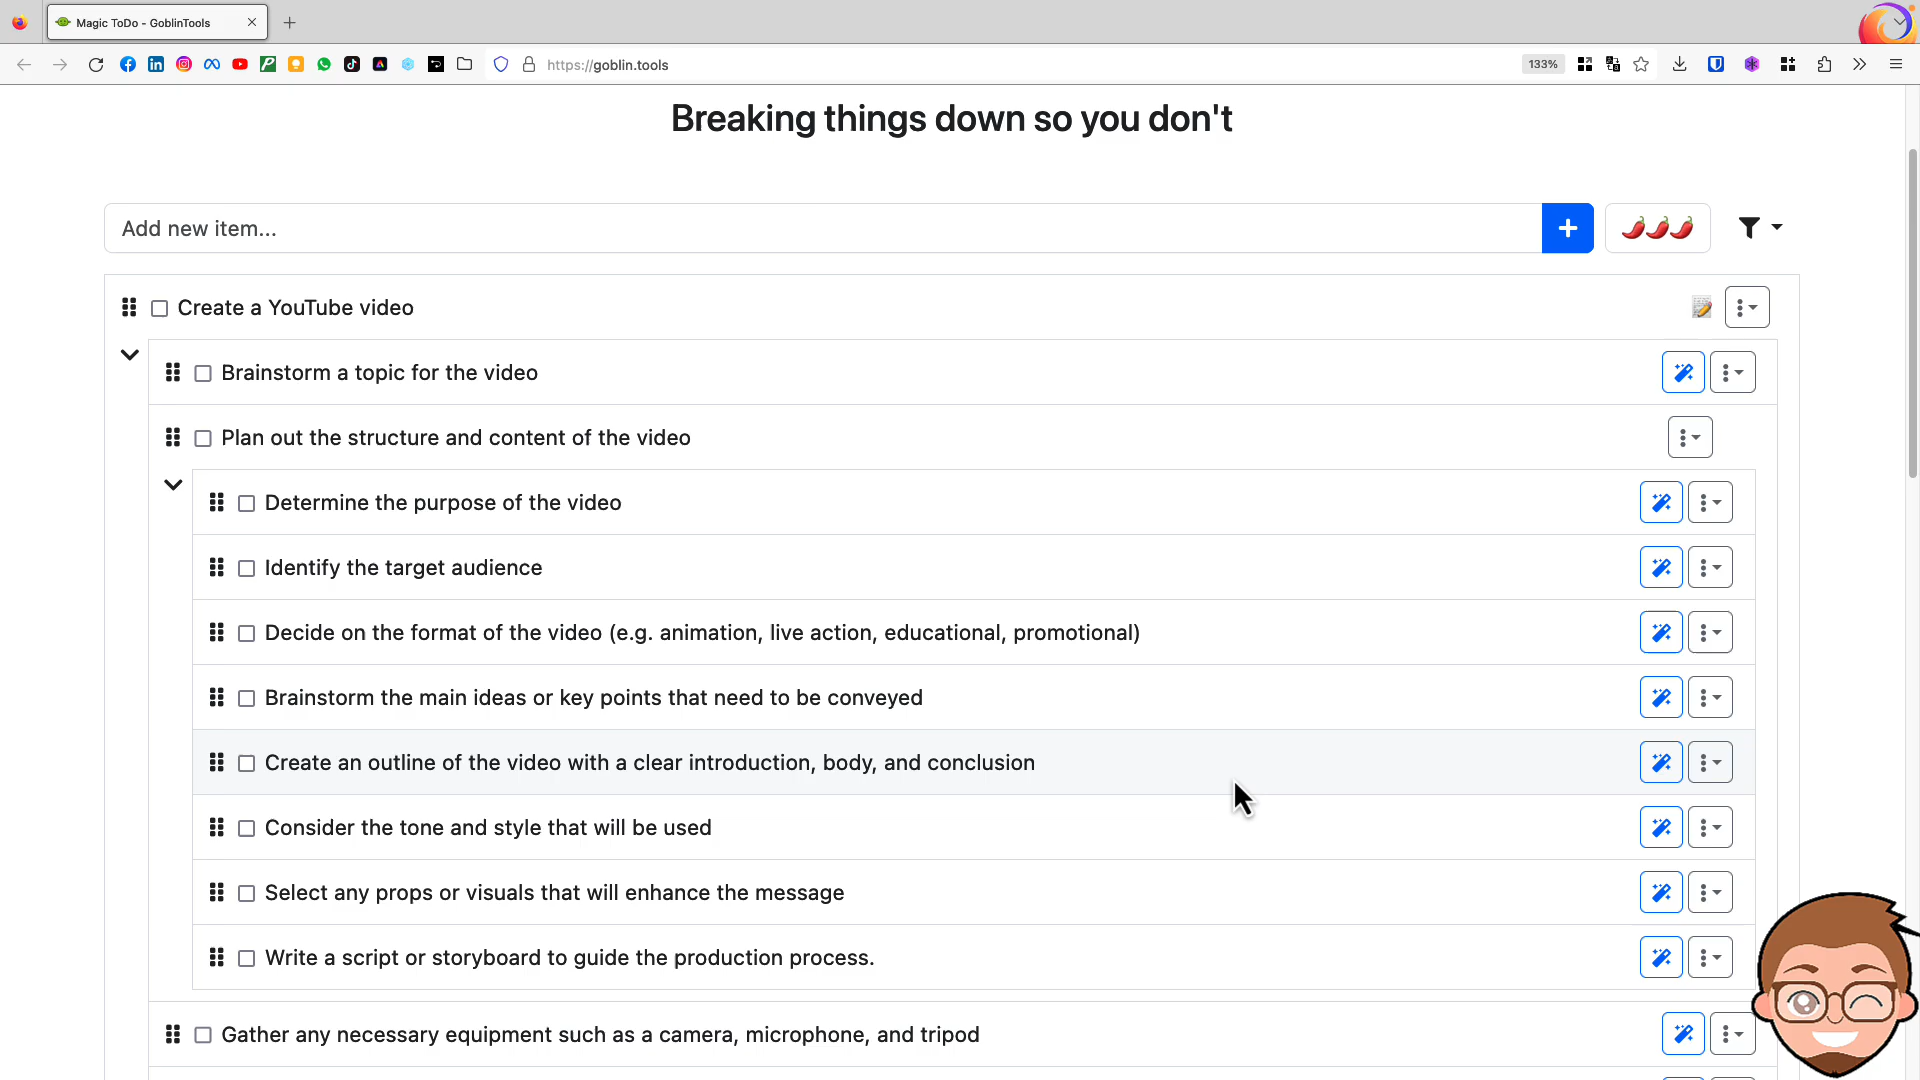 Magic ToDo - GoblinTools
https://goblin.tools
133%
Breaking things down so you don't
Add new item...
Create a YouTube video
Brainstorm a topic for the video
Plan out the structure and content of the video
Determine the purpose of the video
Identify the target audience
Decide on the format of the video (e.g. animation, live action, educational, promotional)
Brainstorm the main ideas or key points that need to be conveyed
Create an outline of the video with a clear introduction, body, and conclusion
Consider the tone and style that will be used
Select any props or visuals that will enhance the message
Write a script or storyboard to guide the production process.
Gather any necessary equipment such as a camera, microphone, and tripod